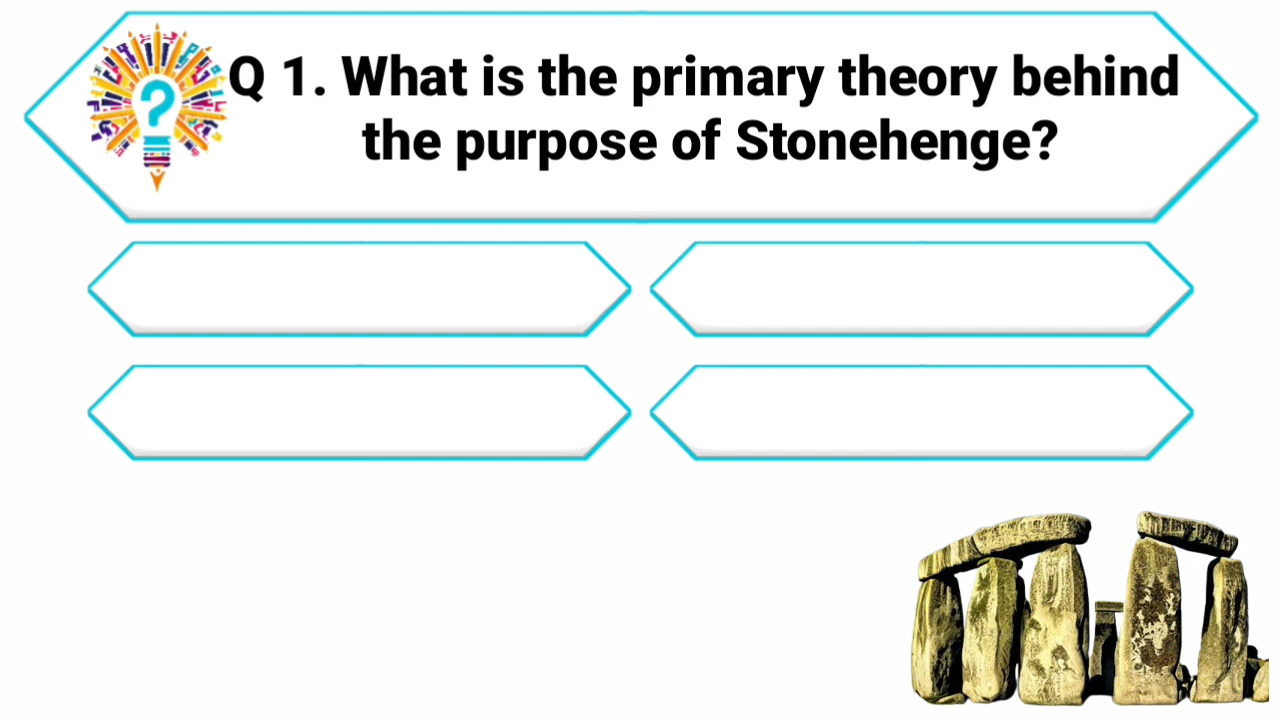 Q 1. What is the primary theory behind
the purpose of Stonehenge?